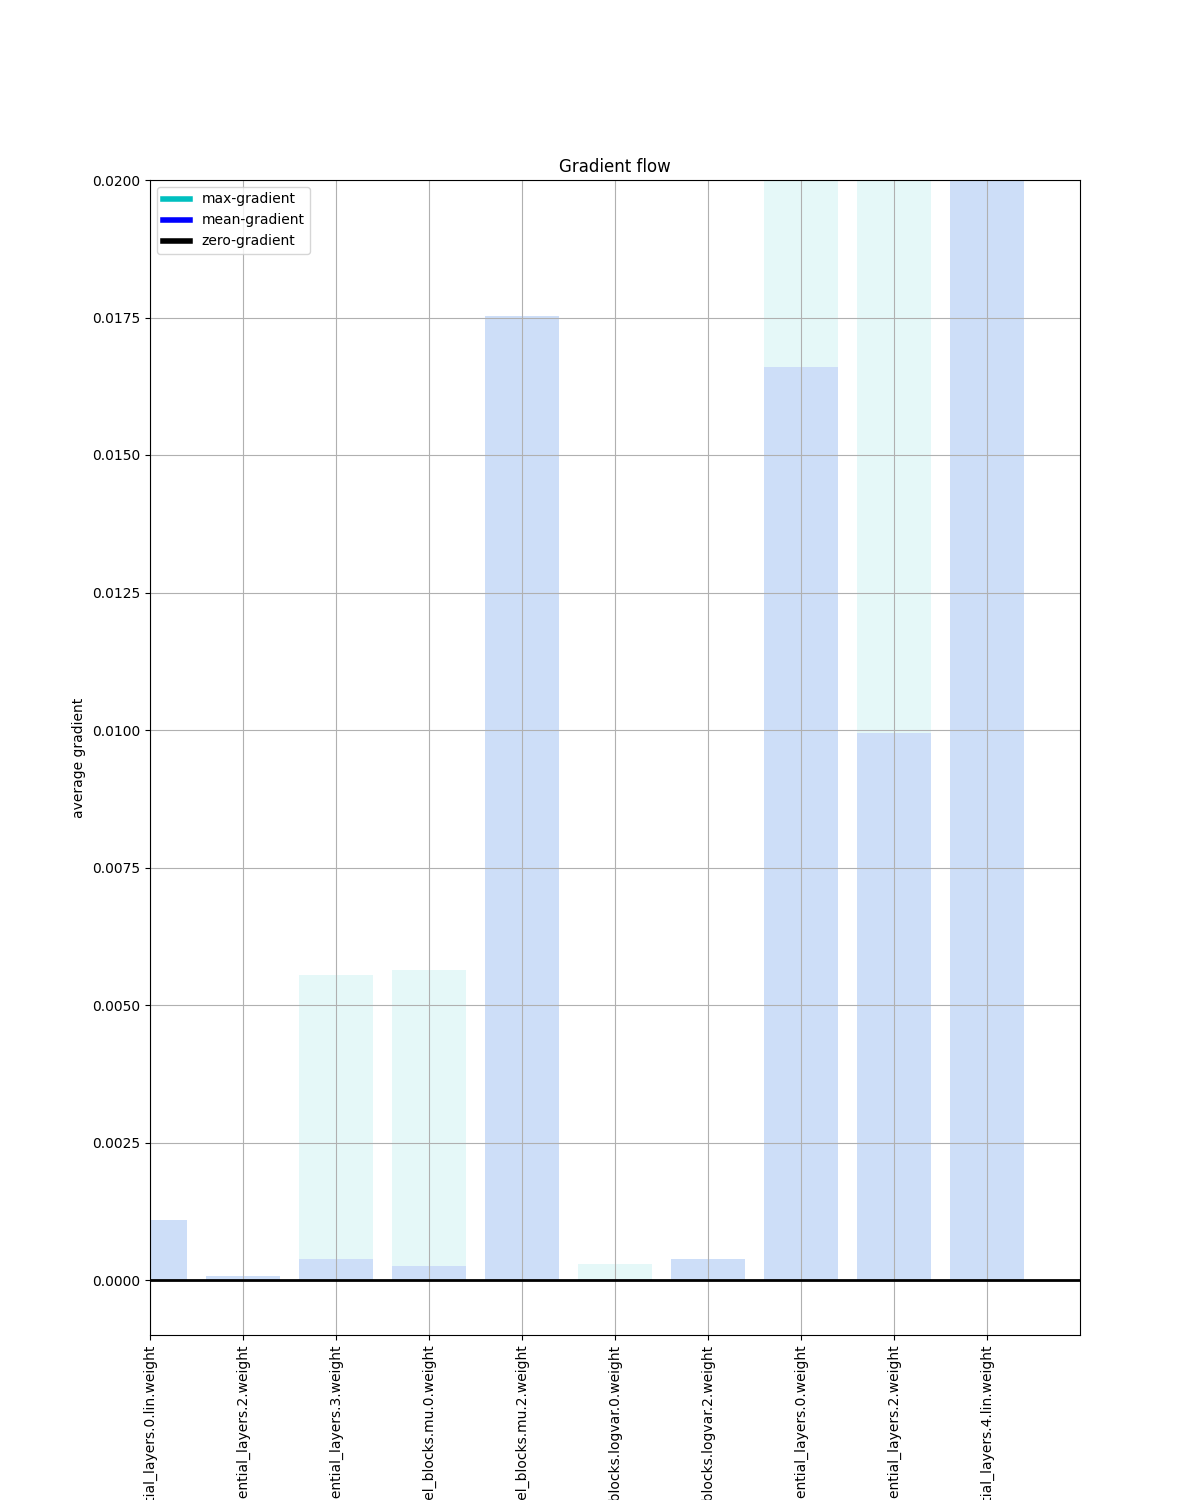 Gradient flow
max-gradient
mean-gradient
zero-gradient
0.0200
0.0175
0.0150
0.0125
0.0100
0.0075
0.0050
0.0025
0.0000
average gradient
tial_layers.0.lin.weight
ential_layers.2.weight
ential_layers.3.weight
el_blocks.mu.0.weight
el_blocks.mu.2.weight
blocks.logvar.0.weight
blocks.logvar.2.weight
ential_layers.0.weight
ential_layers.2.weight
tial_layers.4.lin.weight